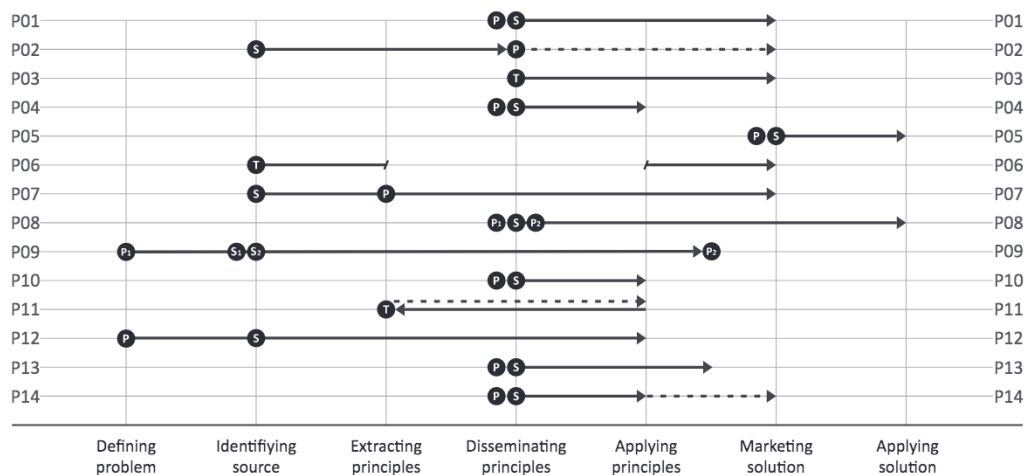 P01 P S P01
P02 S P P02
P03 T P03
P04 P S P04
P05 P S P05
P06 T P06
P07 S P P07
P08 P1 S P2 P08
P09 P1 S1 S2 P2 P09
P10 P S P10
P11 T P11
P12 P S P12
P13 P S P13
P14 P S P14
Defining problem
Identifiying source
Extracting principles
Disseminating principles
Applying principles
Marketing solution
Applying solution